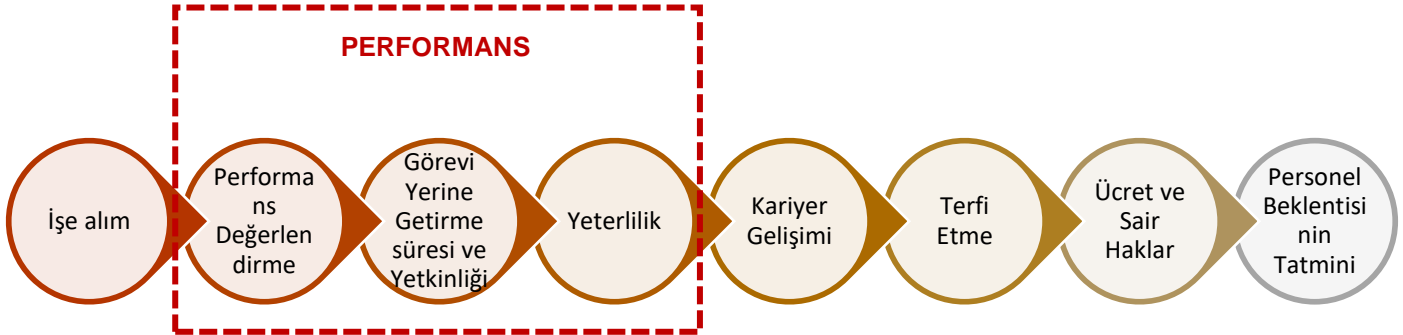 PERFORMANS
İşe alım
Performa
ns
Değerlen
dirme
Görevi
Yerine
Getirme
süresi ve
Yetkinliği
Yeterlilik
Kariyer
Gelişimi
Terfi
Etme
Ücret ve
Sair
Haklar
Personel
Beklentisi
nin
Tatmini